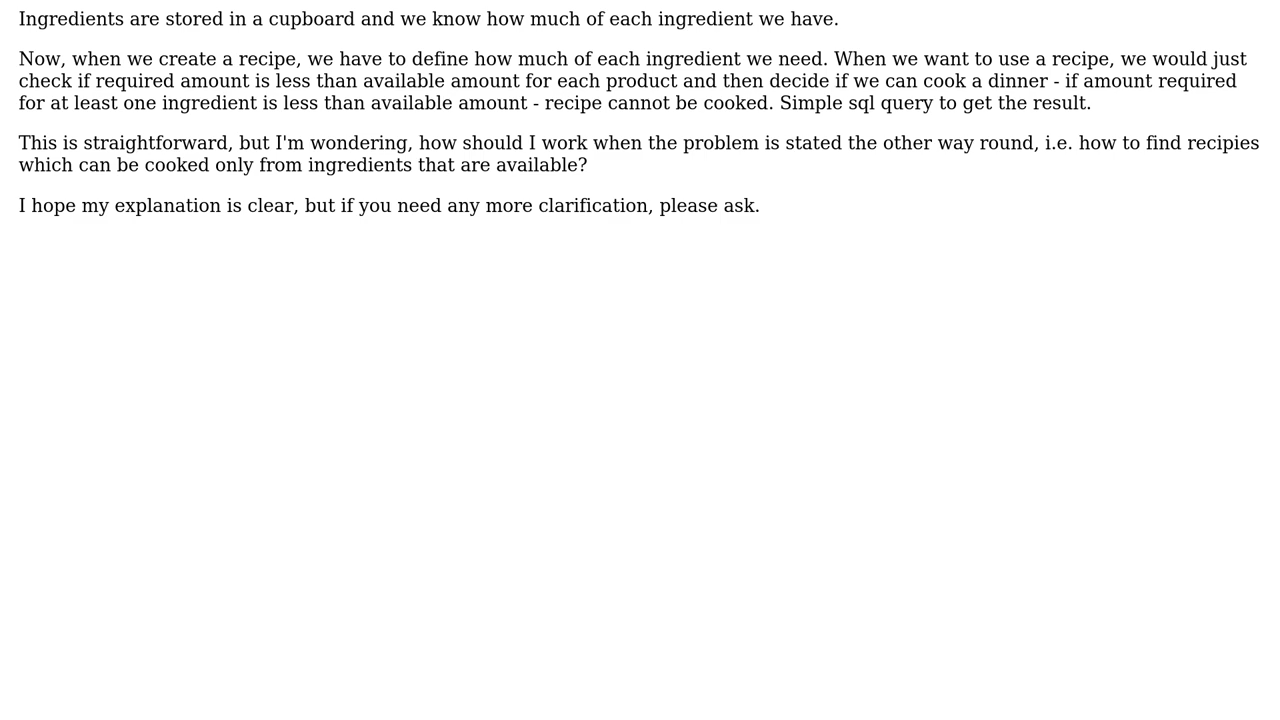 Ingredients are stored in a cupboard and we know how much of each ingredient we have.
Now, when we create a recipe, we have to define how much of each ingredient we need. When we want to use a recipe, we would just
check if required amount is less than available amount for each product and then decide if we can cook a dinner - if amount required
for at least one ingredient is less than available amount - recipe cannot be cooked. Simple sql query to get the result.
This is straightforward, but I'm wondering, how should I work when the problem is stated the other way round, i.e. how to find recipies
which can be cooked only from ingredients that are available?
I hope my explanation is clear, but if you need any more clarification, please ask.